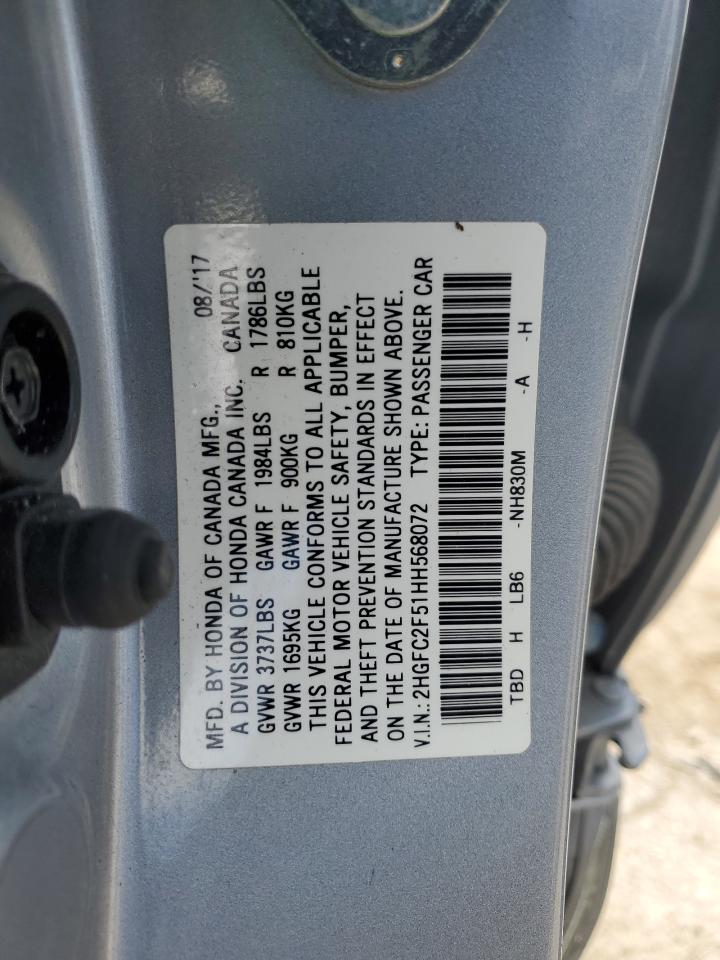 MFD. BY HONDA OF CANADA MFG., 08/'17
A DIVISION OF HONDA CANADA INC. CANADA
GVWR 3737LBS GAWR F 1984LBS R 1786LBS
GVWR 1695KG GAWR F 900KG R 810KG
THIS VEHICLE CONFORMS TO ALL APPLICABLE
FEDERAL MOTOR VEHICLE SAFETY, BUMPER,
AND THEFT PREVENTION STANDARDS IN EFFECT
ON THE DATE OF MANUFACTURE SHOWN ABOVE.
V.I.N.: 2HGFC2F51HH568072 TYPE: PASSENGER CAR
TBD H LB6 -NH830M -A -H